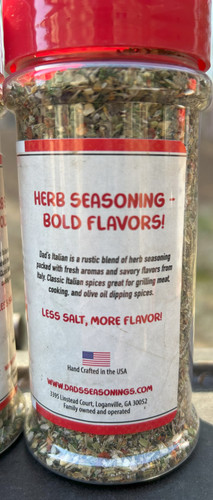 HERB SEASONING -
BOLD FLAVORS!
Dad's Italian is a rustic blend of herb seasoning
packed with fresh aromas and savory flavors from
Italy. Classic Italian spices great for grilling meat,
cooking, and olive oil dipping spices.
LESS SALT, MORE FLAVOR!
Hand Crafted in the USA
WWW.DADSSEASONINGS.COM
3395 Linstead Court, Loganville, GA 30052
Family owned and operated